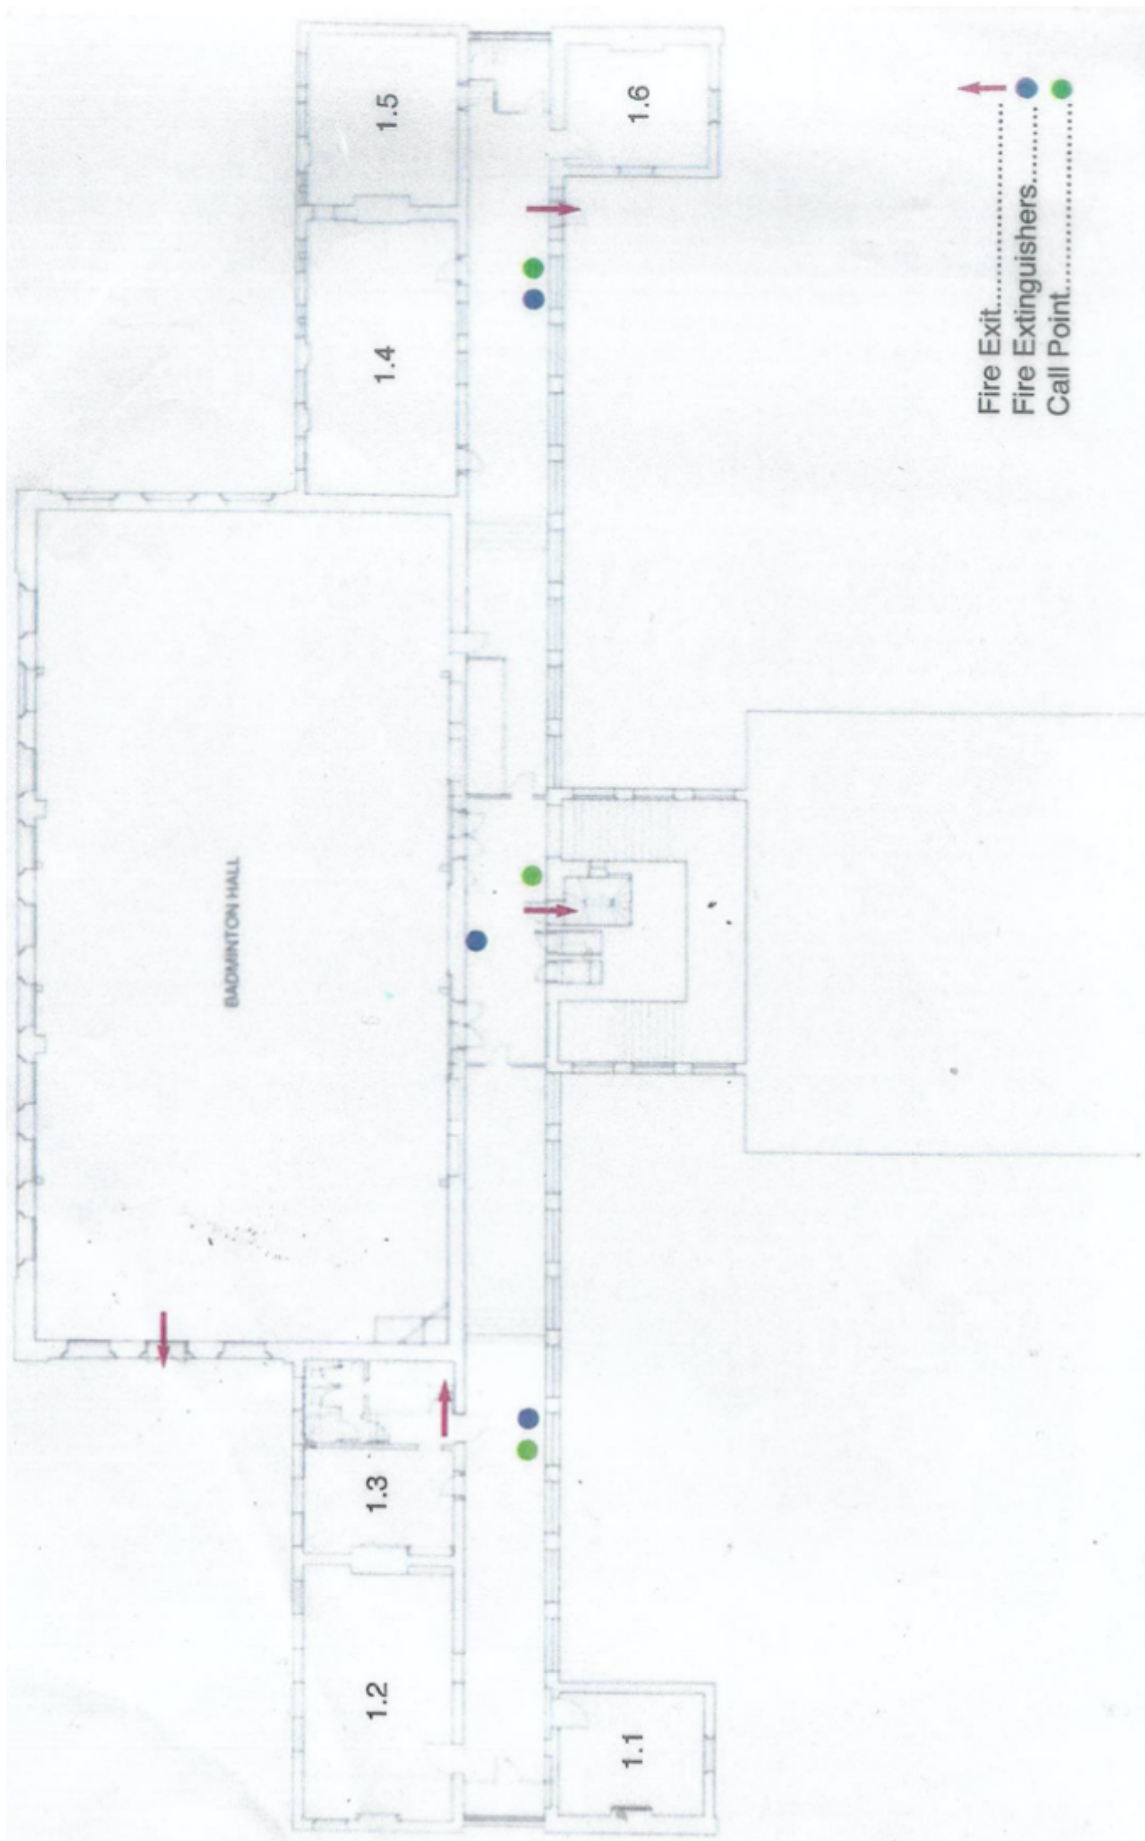 1.1
1.2
1.3
BADMINTON HALL
1.4
1.5
1.6
Fire Exit..............................
Fire Extinguishers..........
Call Point...........................